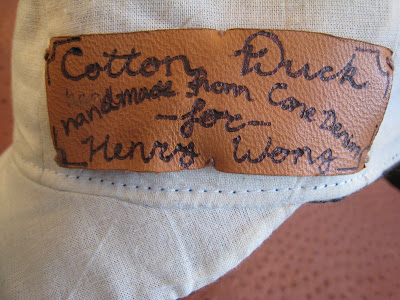 Cotton Duck
handmade from Cone Denim
-for-
Henry Wong